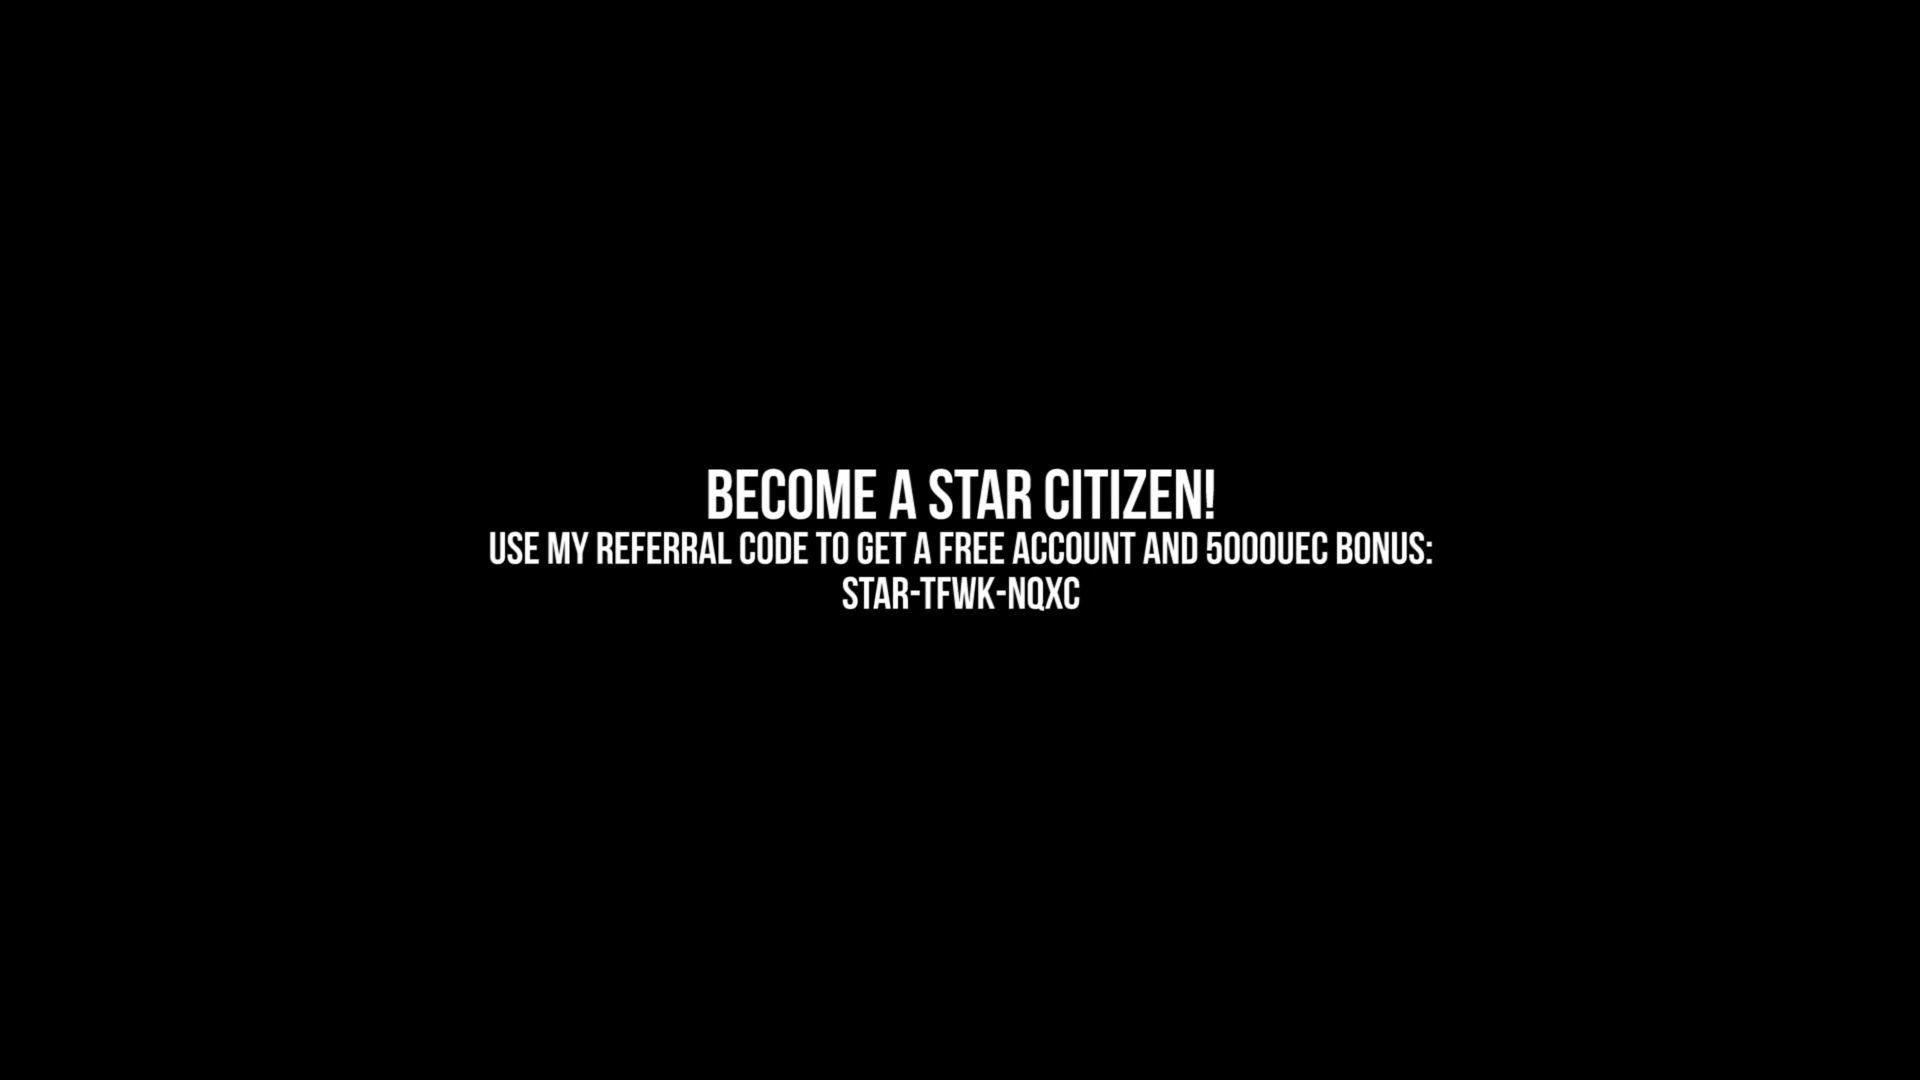 BECOME A STAR CITIZEN!
USE MY REFERRAL CODE TO GET A FREE ACCOUNT AND 5000UEC BONUS:
STAR-TFWK-NQXC